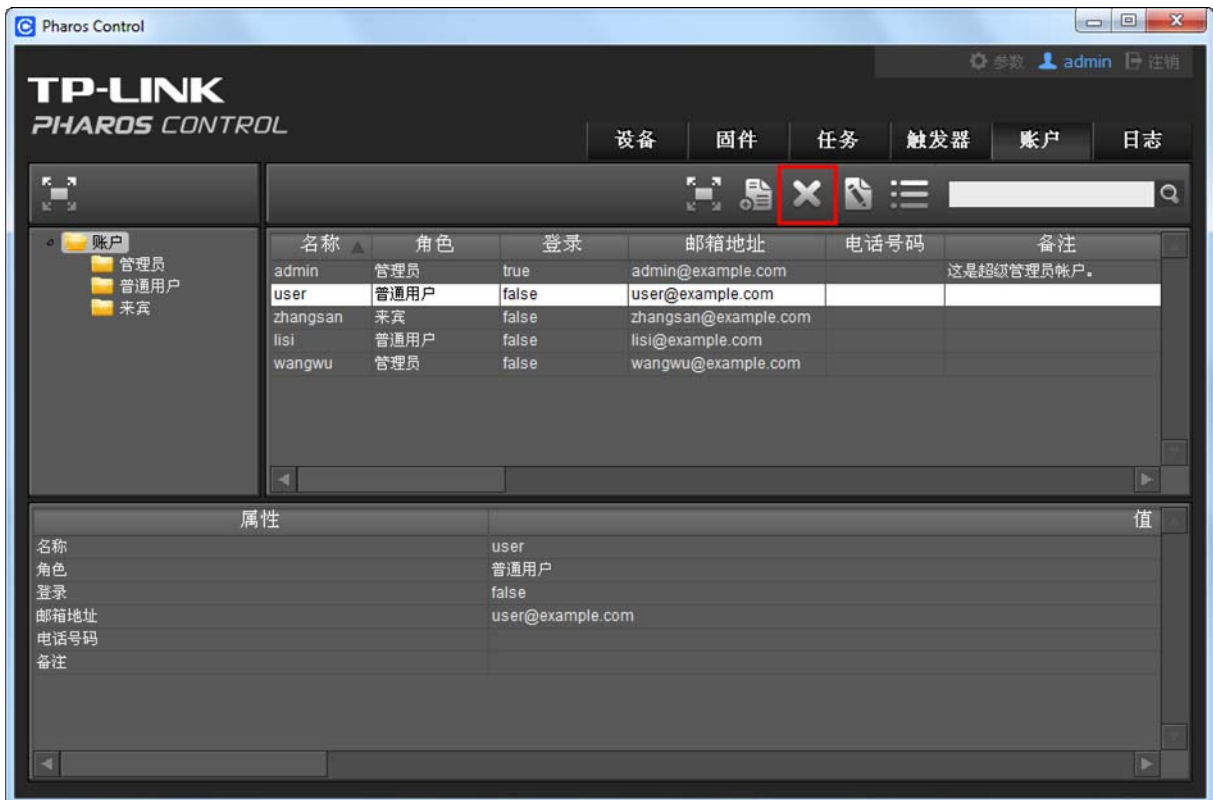 Pharos Control
参数 admin 注销
TP-LINK
PHAROS CONTROL
设备 固件 任务 触发器 账户 日志
账户
管理员
普通用户
来宾
名称 角色 登录 邮箱地址 电话号码 备注
admin 管理员 true admin@example.com 这是超级管理员帐户。
user 普通用户 false user@example.com
zhangsan 来宾 false zhangsan@example.com
lisi 普通用户 false lisi@example.com
wangwu 管理员 false wangwu@example.com
属性 值
名称 user
角色 普通用户
登录 false
邮箱地址 user@example.com
电话号码
备注